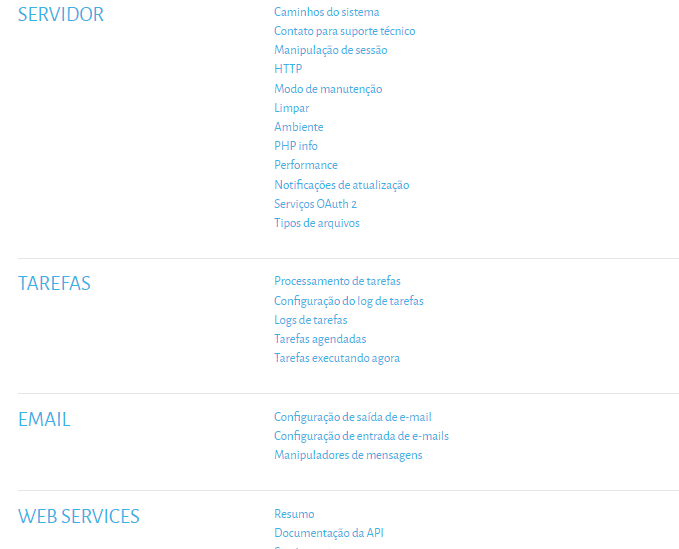 SERVIDOR
Caminhos do sistema
Contato para suporte técnico
Manipulação de sessão
HTTP
Modo de manutenção
Limpar
Ambiente
PHP info
Performance
Notificações de atualização
Serviços OAuth 2
Tipos de arquivos
TAREFAS
Processamento de tarefas
Configuração do log de tarefas
Logs de tarefas
Tarefas agendadas
Tarefas executando agora
EMAIL
Configuração de saída de e-mail
Configuração de entrada de e-mails
Manipuladores de mensagens
WEB SERVICES
Resumo
Documentação da API